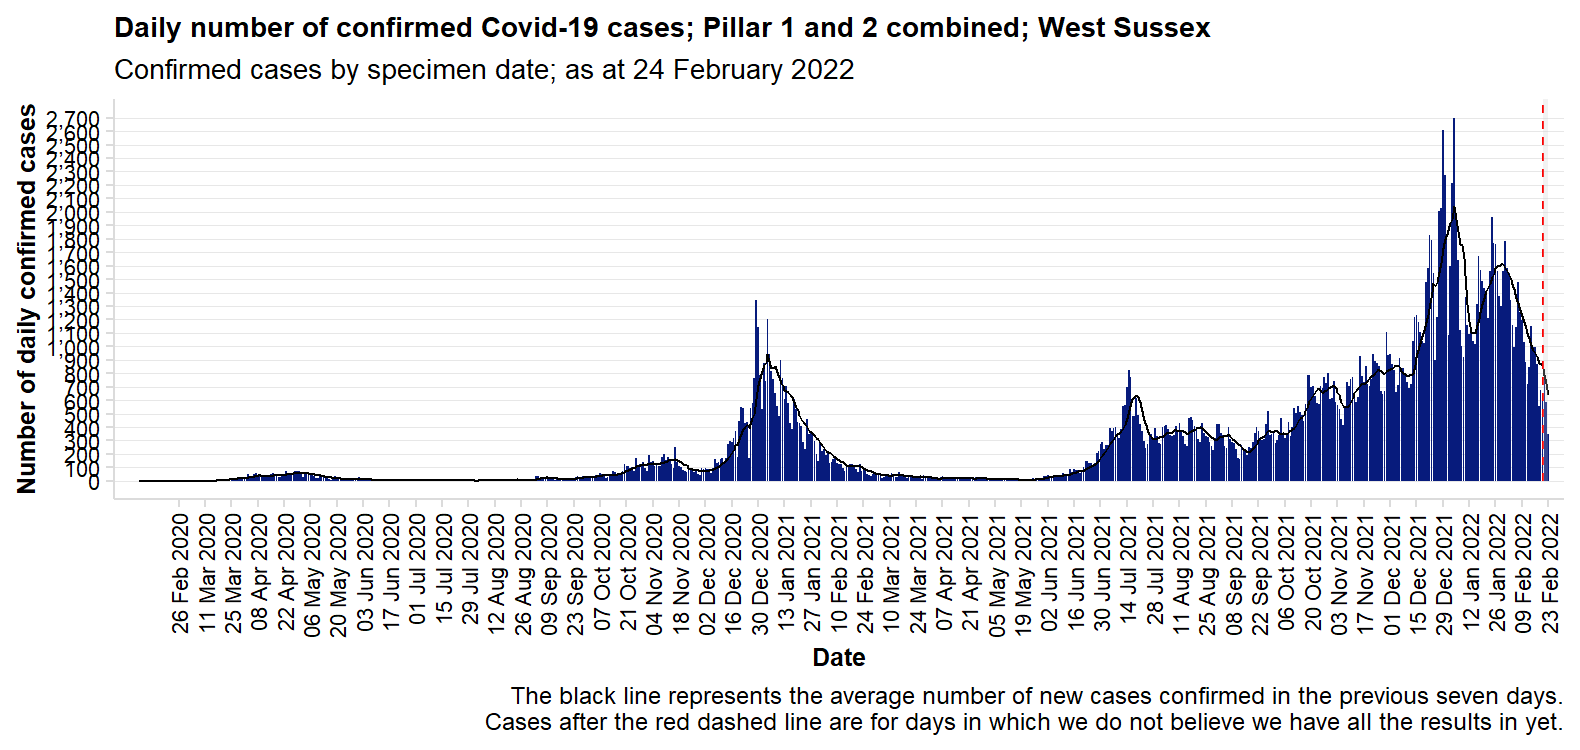 Daily number of confirmed Covid-19 cases; Pillar 1 and 2 combined; West Sussex
Confirmed cases by specimen date; as at 24 February 2022
Number of daily confirmed cases
2,700
2,600
2,500
2,400
2,300
2,200
2,100
2,000
1,900
1,800
1,700
1,600
1,500
1,400
1,300
1,200
1,100
1,000
900
800
700
600
500
400
300
200
100
0
26 Feb 2020
11 Mar 2020
25 Mar 2020
08 Apr 2020
22 Apr 2020
06 May 2020
20 May 2020
03 Jun 2020
17 Jun 2020
01 Jul 2020
15 Jul 2020
29 Jul 2020
12 Aug 2020
26 Aug 2020
09 Sep 2020
23 Sep 2020
07 Oct 2020
21 Oct 2020
04 Nov 2020
18 Nov 2020
02 Dec 2020
16 Dec 2020
30 Dec 2020
13 Jan 2021
27 Jan 2021
10 Feb 2021
24 Feb 2021
10 Mar 2021
24 Mar 2021
07 Apr 2021
21 Apr 2021
05 May 2021
19 May 2021
02 Jun 2021
16 Jun 2021
30 Jun 2021
14 Jul 2021
28 Jul 2021
11 Aug 2021
25 Aug 2021
08 Sep 2021
22 Sep 2021
06 Oct 2021
20 Oct 2021
03 Nov 2021
17 Nov 2021
01 Dec 2021
15 Dec 2021
29 Dec 2021
12 Jan 2022
26 Jan 2022
09 Feb 2022
23 Feb 2022
Date
The black line represents the average number of new cases confirmed in the previous seven days.
Cases after the red dashed line are for days in which we do not believe we have all the results in yet.